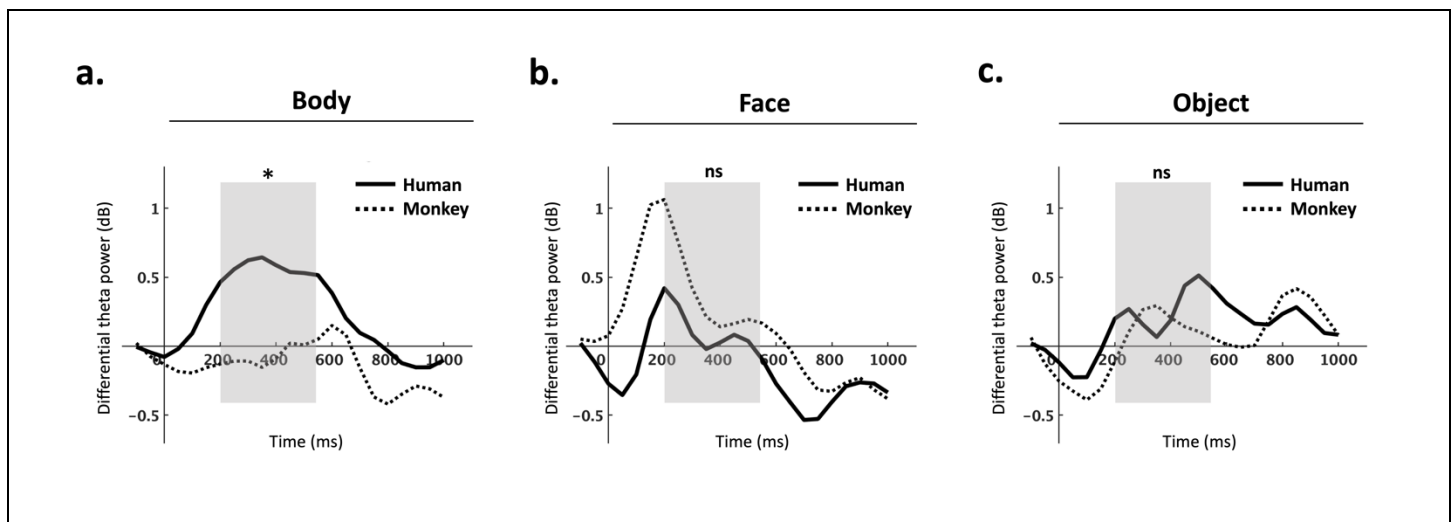 a.
Body
*
Human
Monkey
Differential theta power (dB)
1
0.5
−0.5
0 200 400 600 800 1000
Time (ms)
b.
Face
ns
Human
Monkey
Differential theta power (dB)
1
0.5
−0.5
0 200 400 600 800 1000
Time (ms)
c.
Object
ns
Human
Monkey
Differential theta power (dB)
1
0.5
−0.5
0 200 400 600 800 1000
Time (ms)